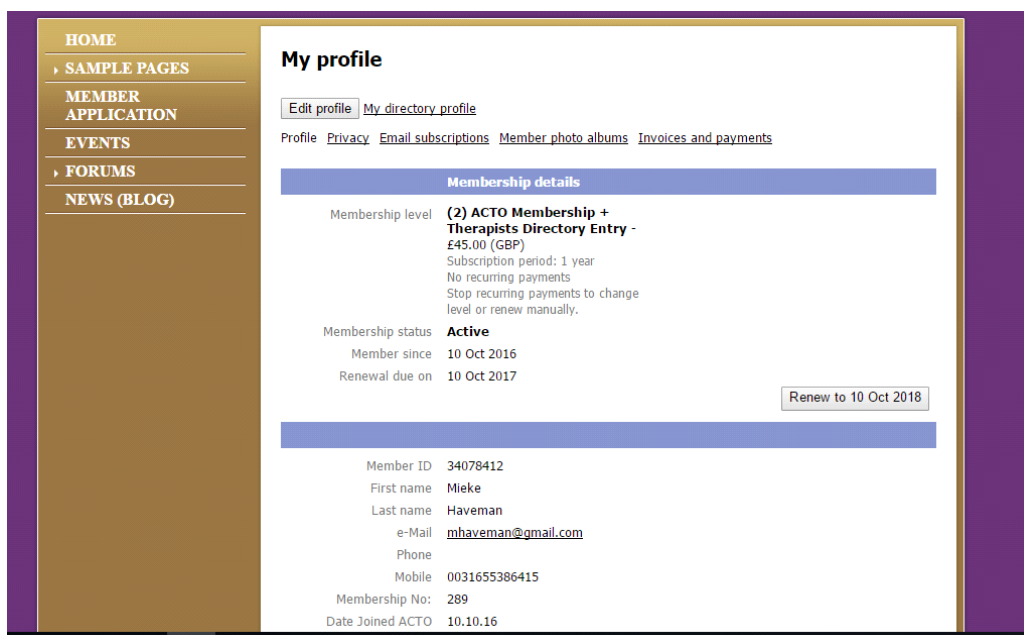 HOME
SAMPLE PAGES
MEMBER
APPLICATION
EVENTS
FORUMS
NEWS (BLOG)
My profile
Edit profile My directory profile
Profile Privacy Email subscriptions Member photo albums Invoices and payments
Membership details
Membership level (2) ACTO Membership +
Therapists Directory Entry -
£45.00 (GBP)
Subscription period: 1 year
No recurring payments
Stop recurring payments to change
level or renew manually.
Membership status Active
Member since 10 Oct 2016
Renewal due on 10 Oct 2017
Renew to 10 Oct 2018
Member ID 34078412
First name Mieke
Last name Haveman
e-Mail mhaveman@gmail.com
Phone
Mobile 0031655386415
Membership No: 289
Date Joined ACTO 10.10.16